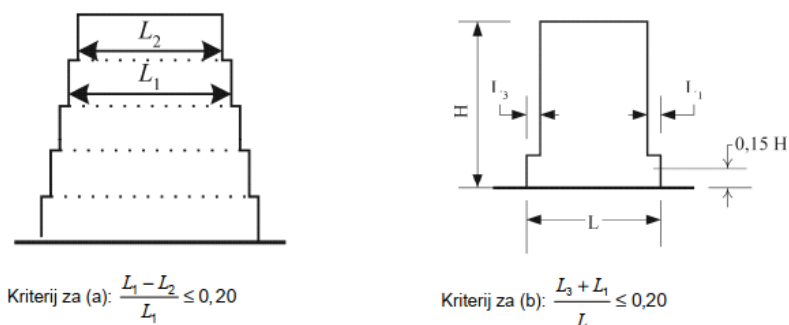 L₂
L₁
H
L₃
L₁
0,15 H
L
Kriterij za (a): (L₁ − L₂) / L₁ ≤ 0,20
Kriterij za (b): (L₃ + L₁) / L ≤ 0,20